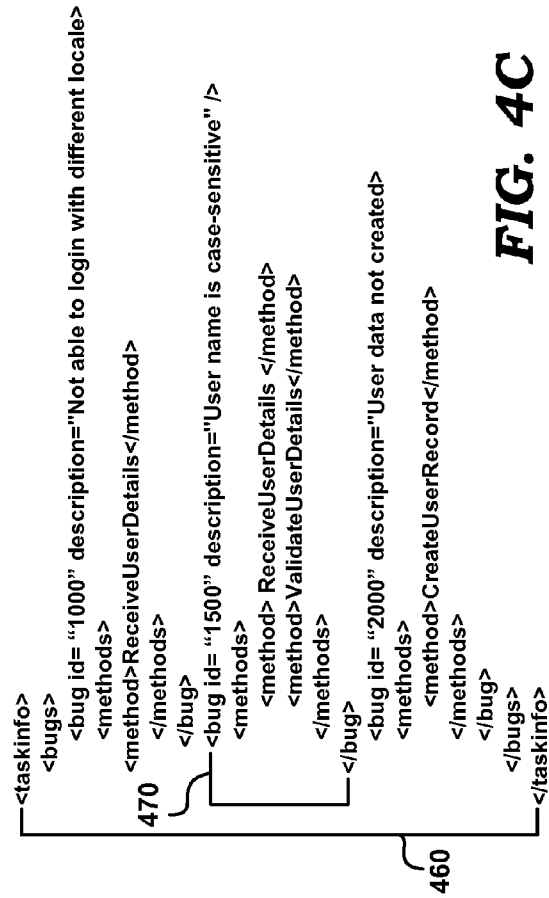 <taskinfo>
<bugs>
<bug id= “1000” description="Not able to login with different locale>
<methods>
<method>ReceiveUserDetails</method>
</methods>
</bug>
<bug id= “1500” description="User name is case-sensitive" />
<methods>
<method> ReceiveUserDetails </method>
<method>ValidateUserDetails</method>
</methods>
</bug>
<bug id= “2000” description="User data not created>
<methods>
<method>CreateUserRecord</method>
</methods>
</bug>
</bugs>
</taskinfo>
470
460
FIG. 4C